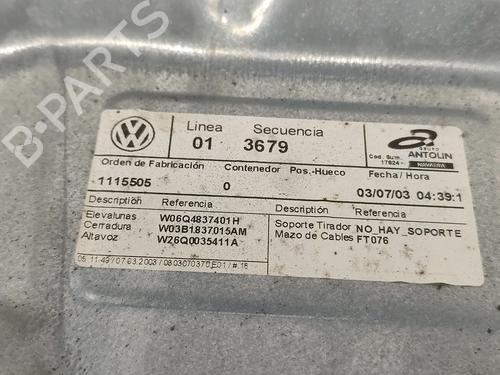 B-PARTS
Linea Secuencia
01 3679
GRUPO
ANTOLIN
NAVARRA
Cod. Sum.
17624-
Orden de Fabricación Contenedor Pos.-Hueco Fecha / Hora
1115505 0 03/07/03 04:39:1
Descripción Referencia Descripción Referencia
Elevalunas W06Q4837401H
Cerradura W03B1837015AM
Altavoz W26Q0035411A
Soporte Tirador NO_HAY_SOPORTE
Mazo de Cables FT076